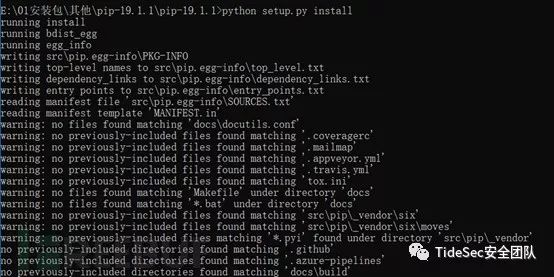 E:\01安装包\其他\pip-19.1.1\pip-19.1.1>python setup.py install
running install
running bdist_egg
running egg_info
writing src\pip.egg-info\PKG-INFO
writing top-level names to src\pip.egg-info\top_level.txt
writing dependency_links to src\pip.egg-info\dependency_links.txt
writing entry points to src\pip.egg-info\entry_points.txt
reading manifest file 'src\pip.egg-info\SOURCES.txt'
reading manifest template 'MANIFEST.in'
warning: no files found matching 'docs\docutils.conf'
warning: no previously-included files found matching '.coveragerc'
warning: no previously-included files found matching '.mailmap'
warning: no previously-included files found matching '.appveyor.yml'
warning: no previously-included files found matching '.travis.yml'
warning: no previously-included files found matching 'tox.ini'
warning: no files found matching 'Makefile' under directory 'docs'
warning: no files found matching '*.bat' under directory 'docs'
warning: no previously-included files found matching 'src\pip\_vendor\six'
warning: no previously-included files found matching 'src\pip\_vendor\six\moves'
warning: no previously-included files matching '*.pyi' found under directory 'src\pip\_vendor'
no previously-included directories found matching '.github'
no previously-included directories found matching '.azure-pipelines'
no previously-included directories found matching 'docs\build'
TideSec安全团队